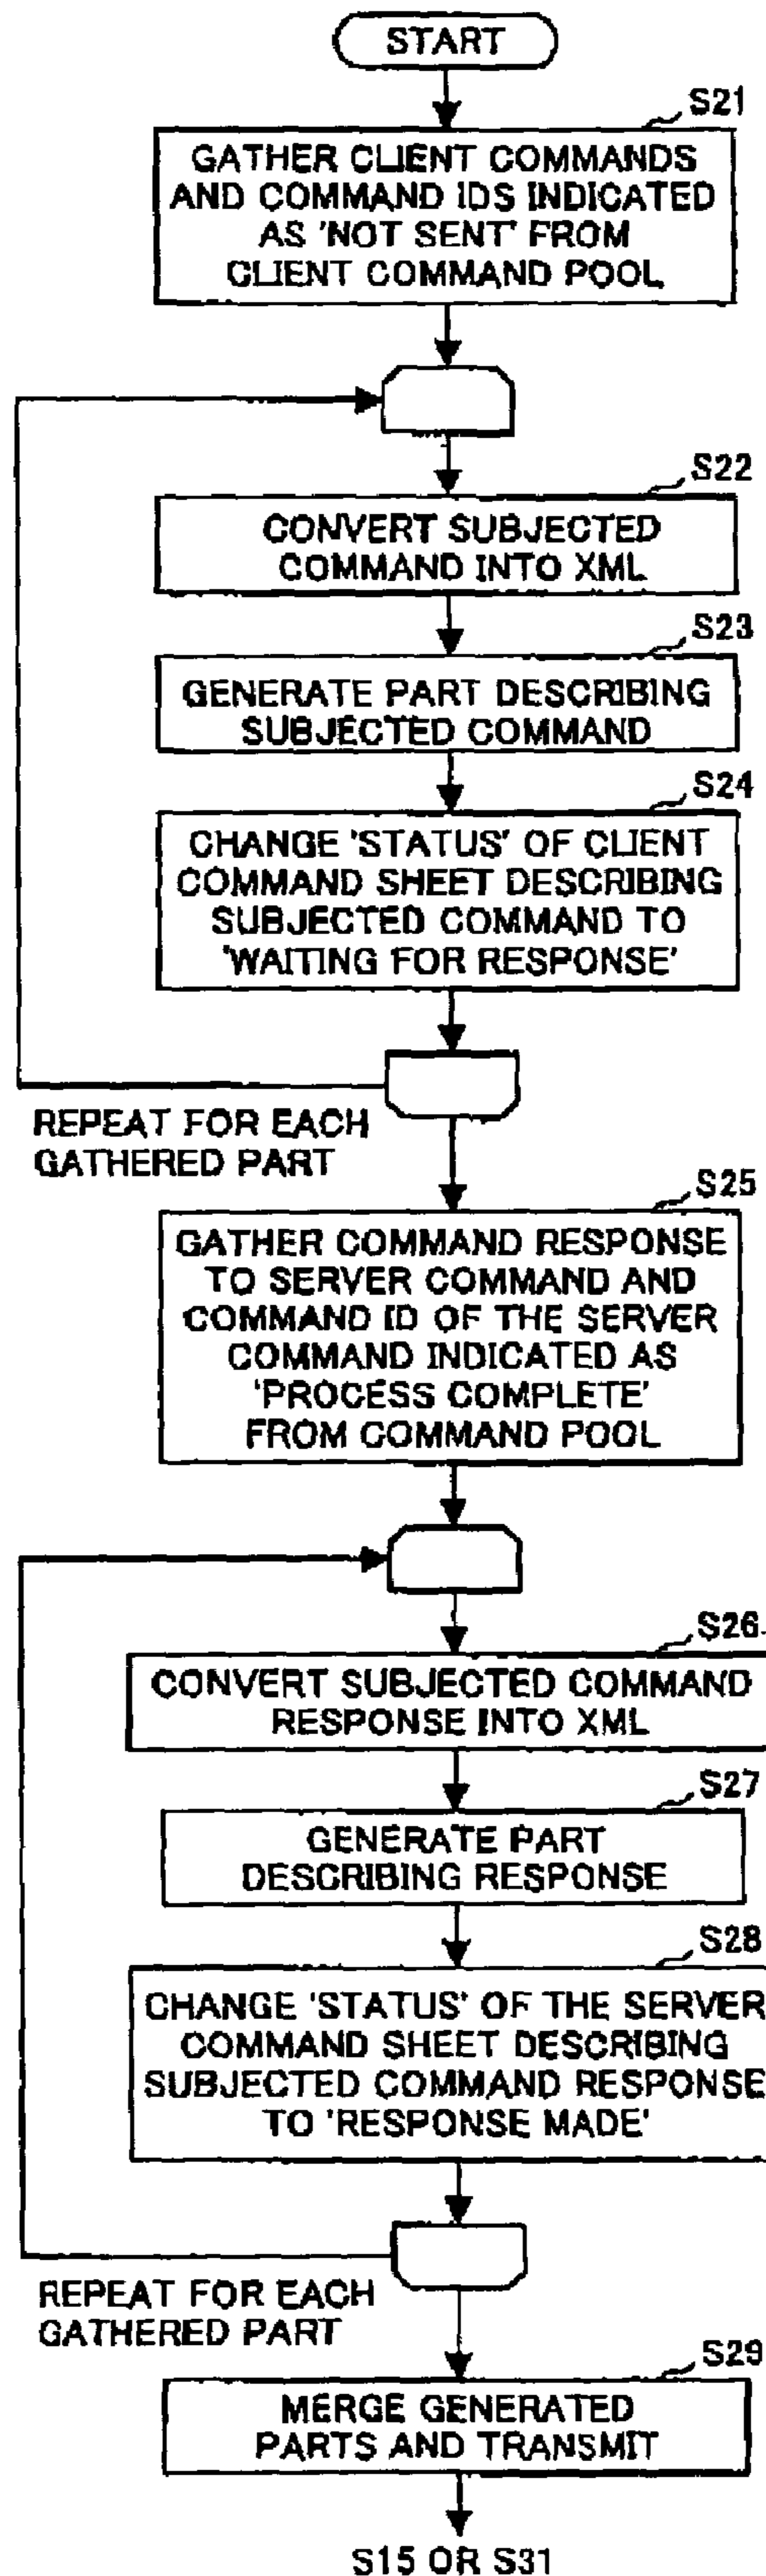 START
S21
GATHER CLIENT COMMANDS
AND COMMAND IDS INDICATED
AS 'NOT SENT' FROM
CLIENT COMMAND POOL
S22
CONVERT SUBJECTED
COMMAND INTO XML
S23
GENERATE PART DESCRIBING
SUBJECTED COMMAND
S24
CHANGE 'STATUS' OF CLIENT
COMMAND SHEET DESCRIBING
SUBJECTED COMMAND TO
'WAITING FOR RESPONSE'
REPEAT FOR EACH
GATHERED PART
S25
GATHER COMMAND RESPONSE
TO SERVER COMMAND AND
COMMAND ID OF THE SERVER
COMMAND INDICATED AS
'PROCESS COMPLETE'
FROM COMMAND POOL
S26
CONVERT SUBJECTED COMMAND
RESPONSE INTO XML
S27
GENERATE PART
DESCRIBING RESPONSE
S28
CHANGE 'STATUS' OF THE SERVER
COMMAND SHEET DESCRIBING
SUBJECTED COMMAND RESPONSE
TO 'RESPONSE MADE'
REPEAT FOR EACH
GATHERED PART
S29
MERGE GENERATED
PARTS AND TRANSMIT
S15 OR S31